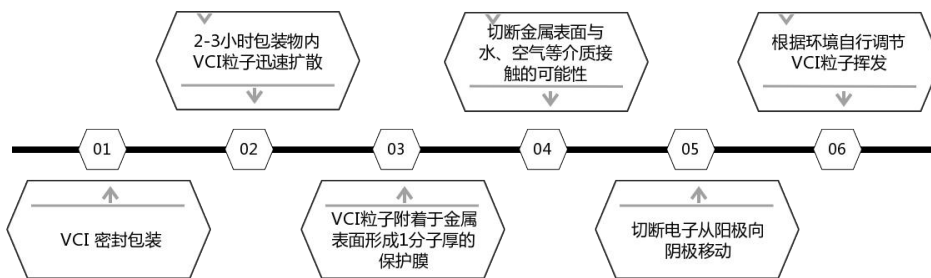 2-3小时包装物内
VCI粒子迅速扩散
切断金属表面与
水、空气等介质接
触的可能性
根据环境自行调节
VCI粒子挥发
01
02
03
04
05
06
VCI 密封包装
VCI粒子附着于金属
表面形成1分子厚的
保护膜
切断电子从阳极向
阴极移动